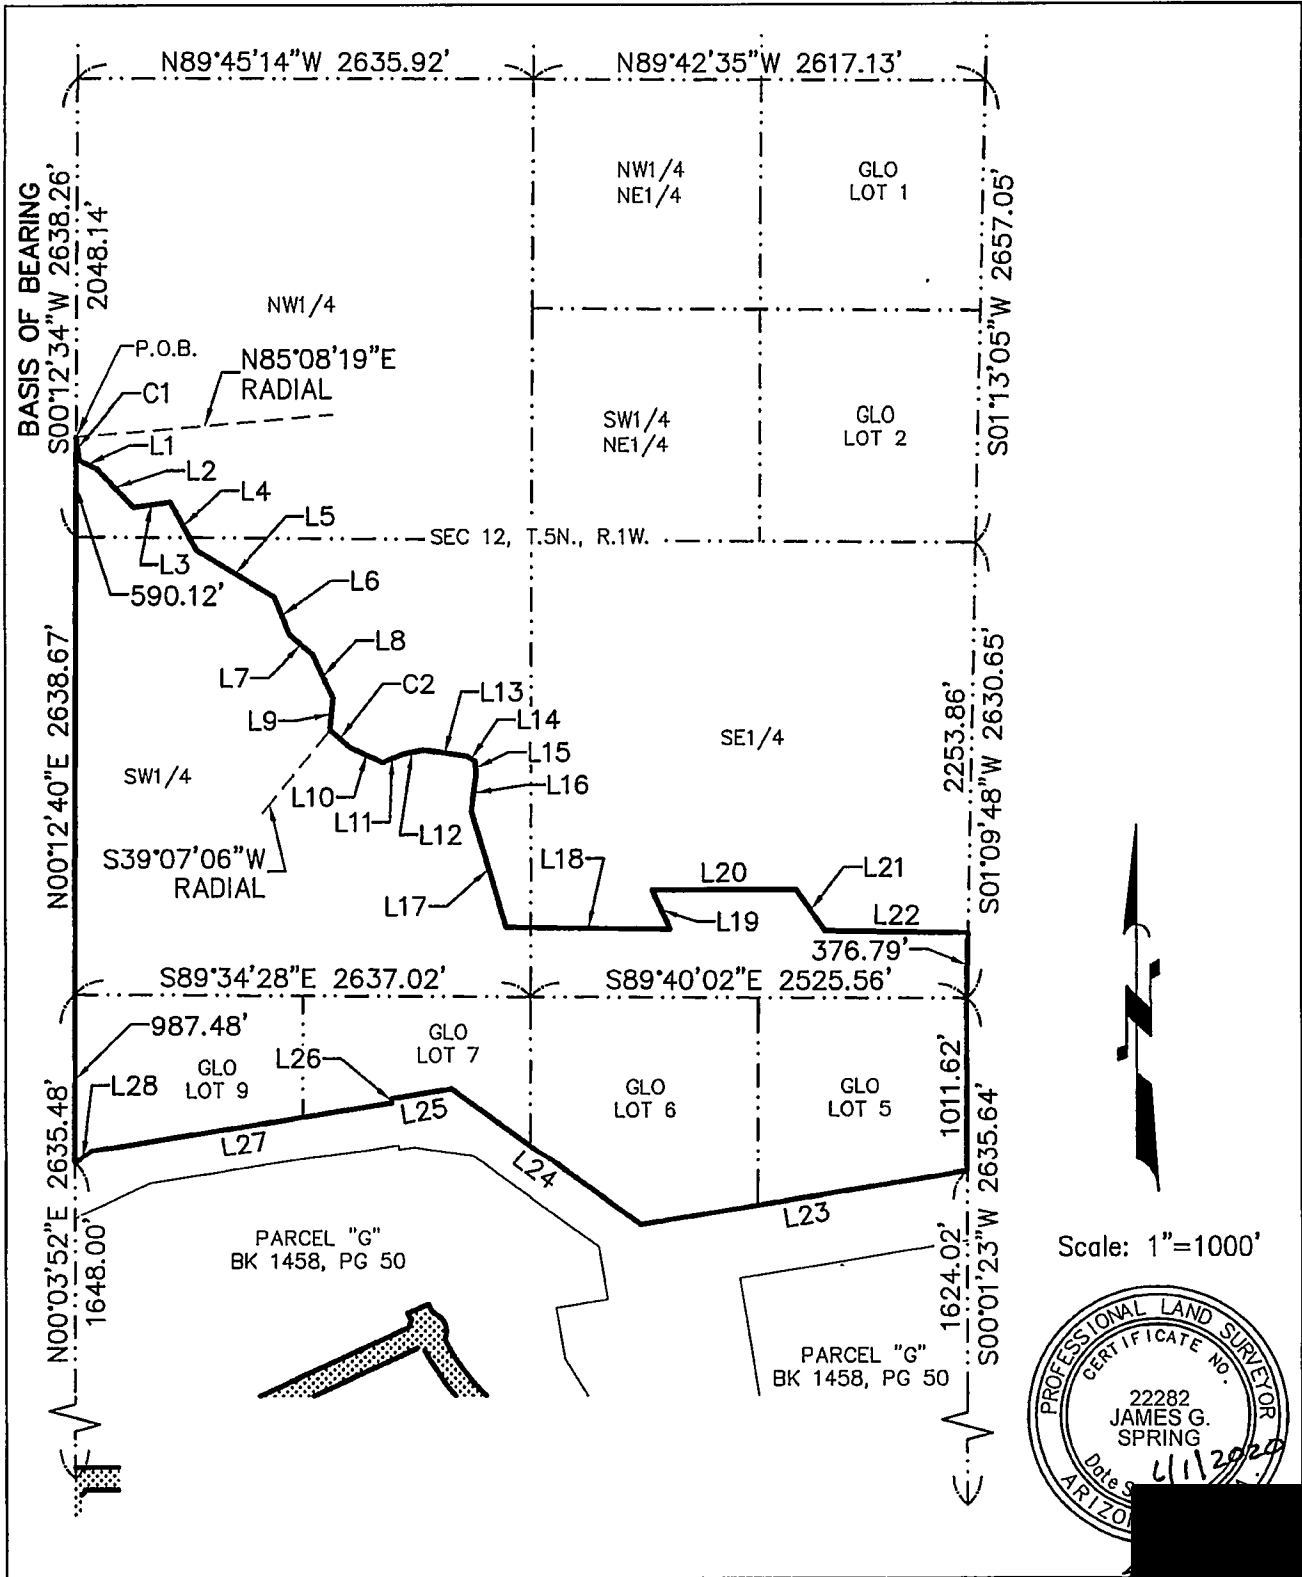 N89°45'14"W 2635.92'
N89°42'35"W 2617.13'
BASIS OF BEARING
S00°12'34"W 2638.26'
2048.14'
NW1/4
NE1/4
GLO
LOT 1
S01°13'05"W 2657.05'
NW1/4
P.O.B.
N85°08'19"E
RADIAL
C1
L1
L2
L4
L5
L3
590.12'
SW1/4
NE1/4
GLO
LOT 2
SEC 12, T.5N., R.1W.
L6
L7
L8
L9
C2
L13
L14
L15
L16
L10
L11
L12
N00°12'40"E 2638.67'
SW1/4
S39°07'06"W
RADIAL
SE1/4
2253.86'
S01°09'48"W 2630.65'
L17
L18
L20
L21
L19
L22
376.79'
S89°34'28"E 2637.02'
S89°40'02"E 2525.56'
987.48'
L28
GLO
LOT 9
L26
GLO
LOT 7
L25
L27
GLO
LOT 6
GLO
LOT 5
1011.62'
L24
L23
N00°03'52"E 2635.48'
1648.00'
PARCEL "G"
BK 1458, PG 50
PARCEL "G"
BK 1458, PG 50
1624.02'
S00°01'23"W 2635.64'
Scale: 1"=1000'
PROFESSIONAL LAND SURVEYOR
CERTIFICATE NO.
22282
JAMES G.
SPRING
Date
2020